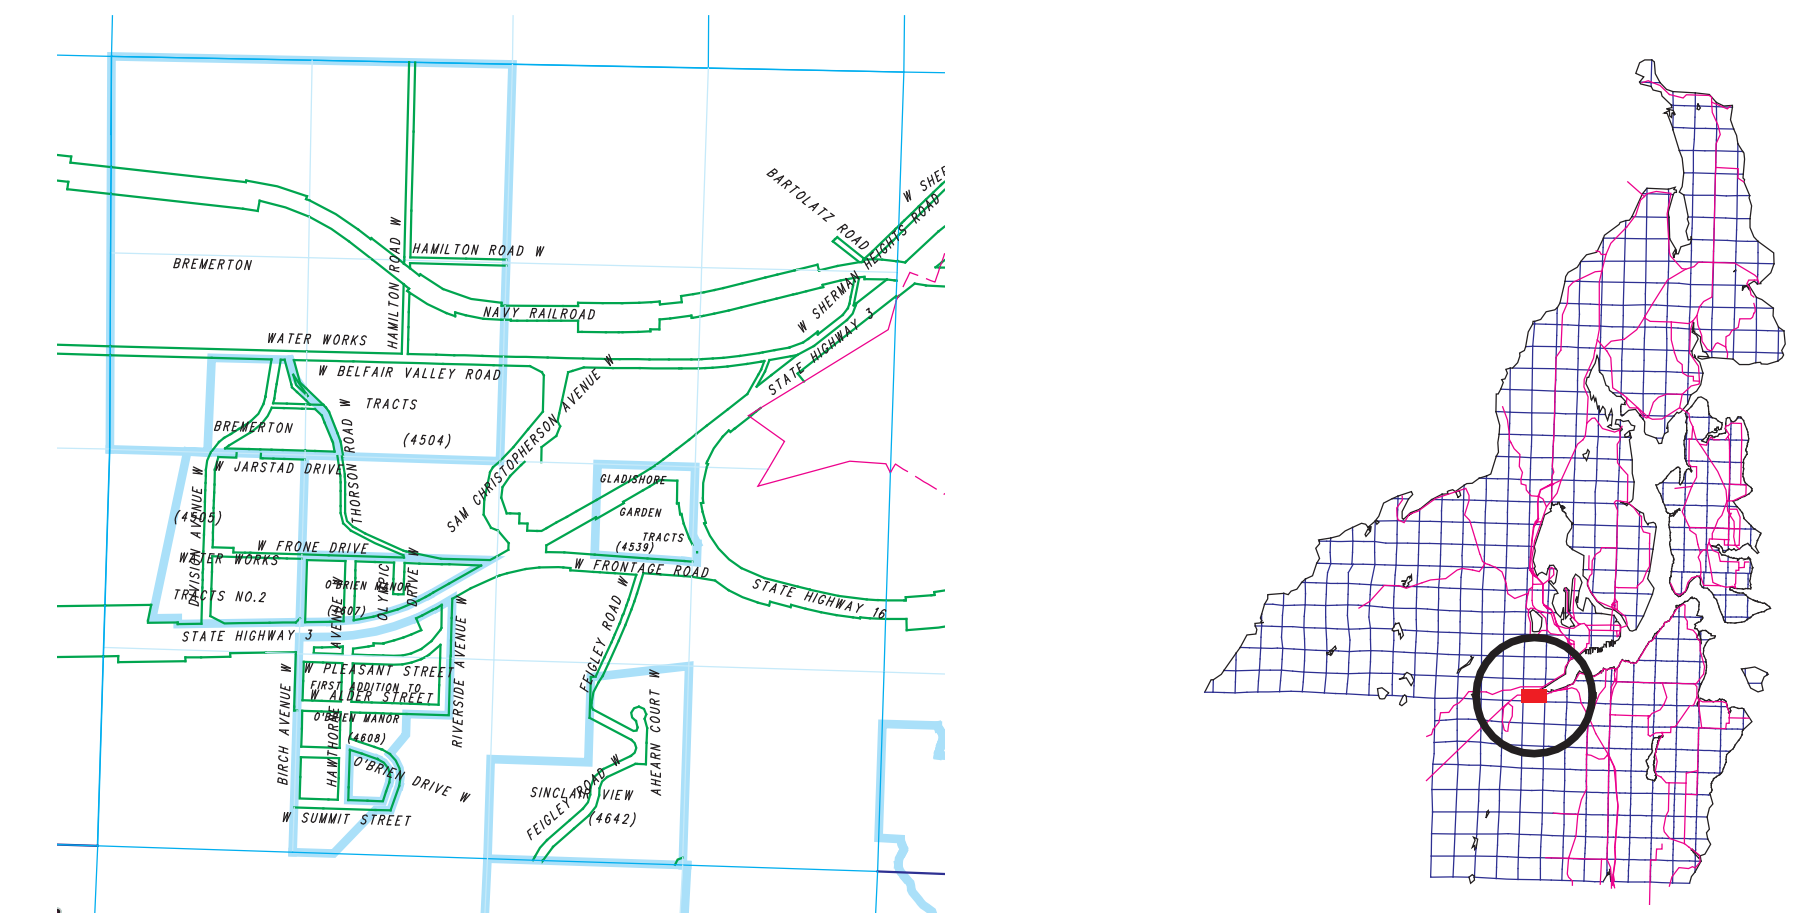 BARTOLATZ ROAD
W SHER
W SHERMAN HEIGHTS ROAD
HAMILTON ROAD W
HAMILTON ROAD W
HAMILTON ROAD W
BREMERTON
NAVY RAILROAD
STATE HIGHWAY 3
WATER WORKS
W BELFAIR VALLEY ROAD
TRACTS
(4504)
BREMERTON
THORSON ROAD W
SAM CHRISTOPHERSON AVENUE W
W JARSTAD DRIVE
DIVISION AVENUE W
(4505)
GLADISHORE
GARDEN
TRACTS
(4539)
W FRONE DRIVE
WATER WORKS
TRACTS NO.2
O'BRIEN MANOR
(4607)
OLYMPIC DRIVE W
W FRONTAGE ROAD
STATE HIGHWAY 16
STATE HIGHWAY 3
HAWTHORNE AVENUE W
RIVERSIDE AVENUE W
FEIGLEY ROAD W
W PLEASANT STREET
FIRST ADDITION TO
W ALDER STREET
O'BRIEN MANOR
(4608)
BIRCH AVENUE W
O'BRIEN DRIVE W
AHEARN COURT W
W SUMMIT STREET
SINCLAIR VIEW
(4642)
FEIGLEY ROAD W